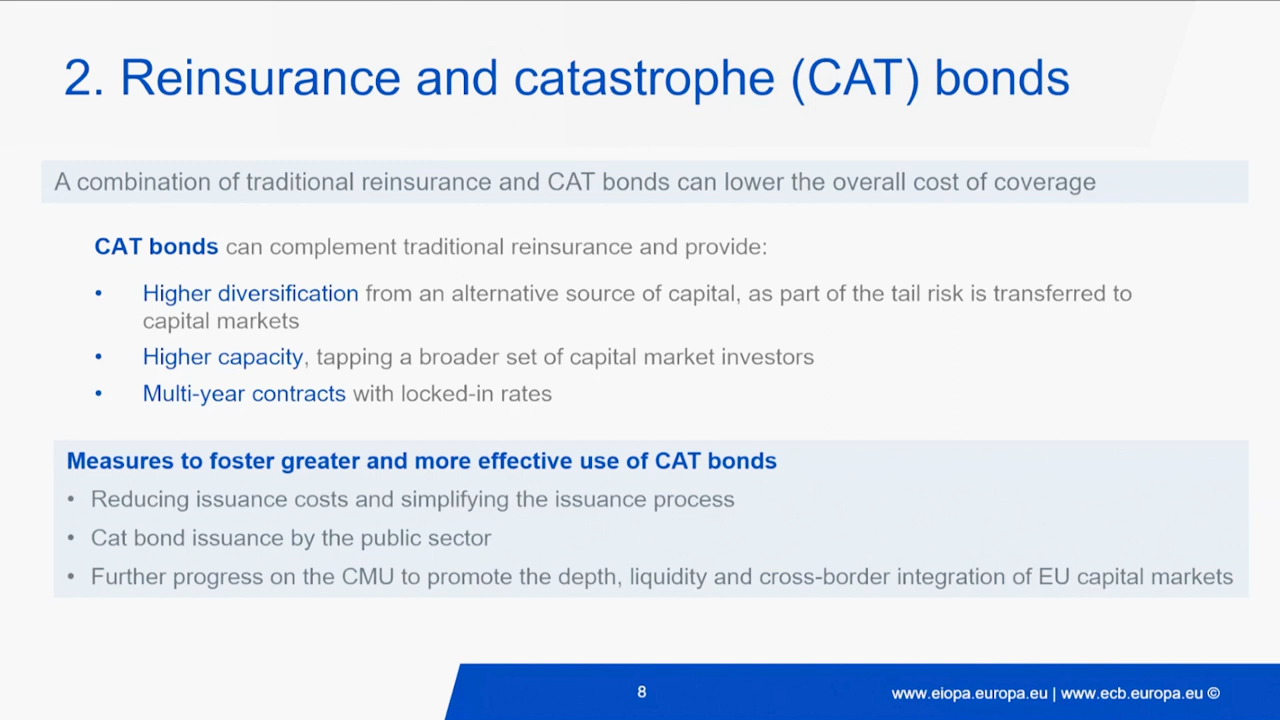 2. Reinsurance and catastrophe (CAT) bonds
A combination of traditional reinsurance and CAT bonds can lower the overall cost of coverage
CAT bonds can complement traditional reinsurance and provide:
• Higher diversification from an alternative source of capital, as part of the tail risk is transferred to
capital markets
• Higher capacity, tapping a broader set of capital market investors
• Multi-year contracts with locked-in rates
Measures to foster greater and more effective use of CAT bonds
• Reducing issuance costs and simplifying the issuance process
• Cat bond issuance by the public sector
• Further progress on the CMU to promote the depth, liquidity and cross-border integration of EU capital markets
8
www.eiopa.europa.eu | www.ecb.europa.eu ©